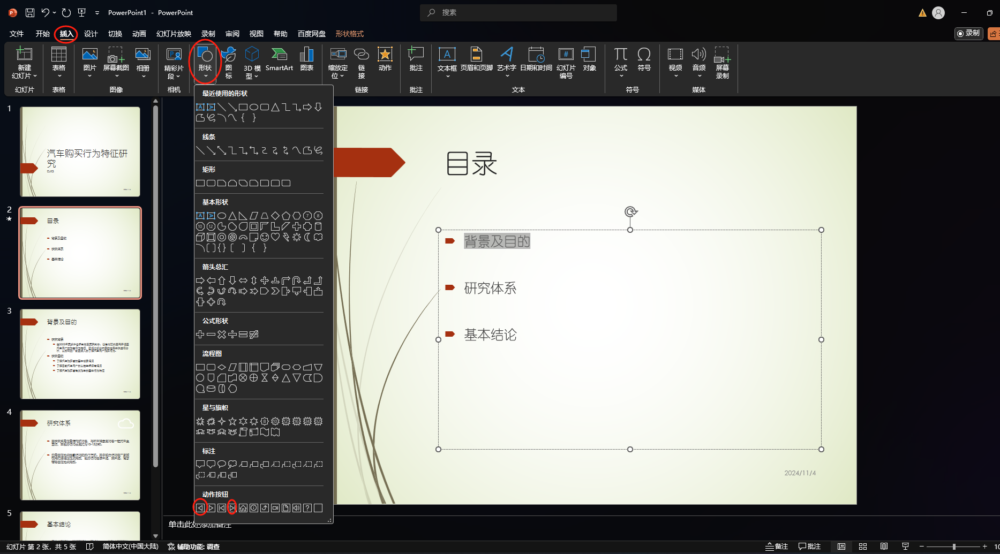 PowerPoint1 - PowerPoint
搜索
文件 开始 插入 设计 切换 动画 幻灯片放映 录制 审阅 视图 帮助 百度网盘 形状格式
录制
新建
幻灯片
表格
图片
屏幕截图
相册
精彩片
段
形状
图
标
3D 模
型
SmartArt
图表
缩放定
位
链
接
动作
批注
文本框
页眉和页脚
艺术字
日期和时间
幻灯片
编号
对象
公式
符号
视频
音频
屏幕
录制
幻灯片 表格 图像 相机 链接 批注 文本 符号 媒体
最近使用的形状
线条
矩形
基本形状
箭头总汇
公式形状
流程图
星与旗帜
标注
动作按钮
1
汽车购买行为特征研
究
2
目录
背景及目的
研究体系
基本结论
3
背景及目的
研究背景
研究目的
4
研究体系
5
基本结论
目录
背景及目的
研究体系
基本结论
2024/11/4
单击此处添加备注
幻灯片 第 2 张，共 5 张 简体中文(中国大陆) 辅助功能: 调查
备注 批注